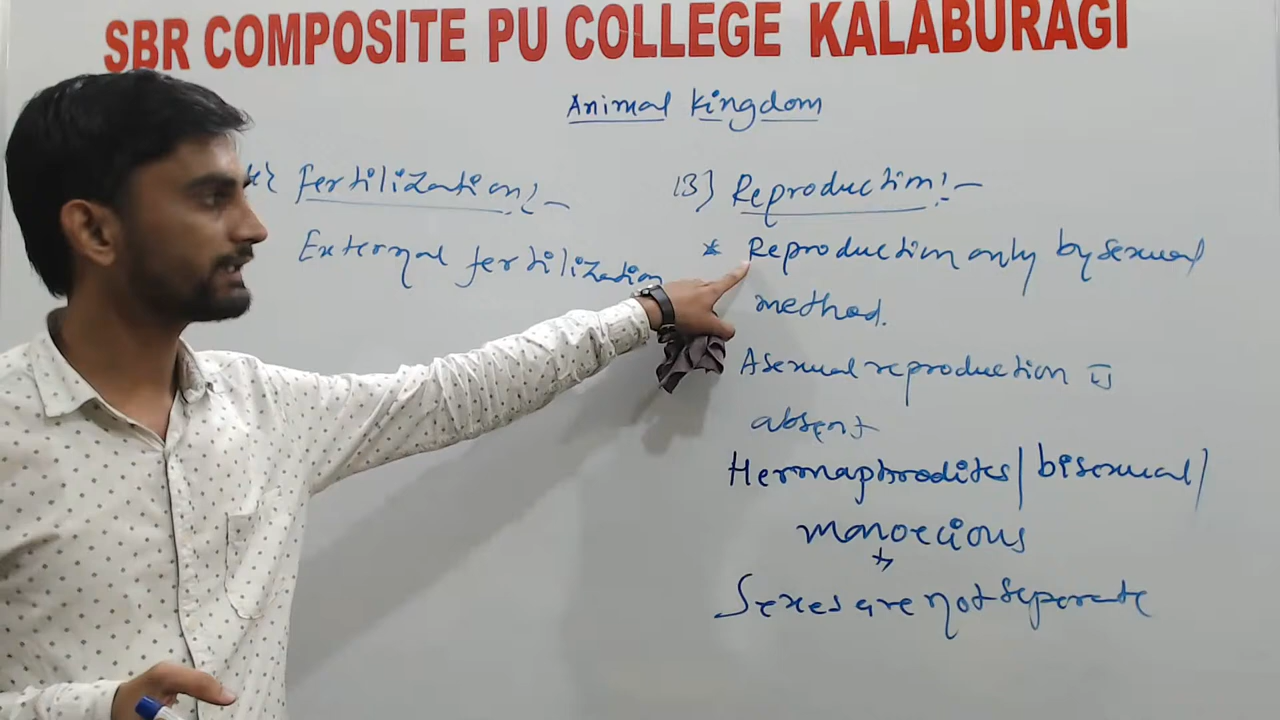 SBR COMPOSITE PU COLLEGE KALABURAGI
Animal Kingdom
fertilization:-
External fertilization
13} Reproduction:-
* Reproduction only by sexual
method.
Asexual reproduction is
absent
Hermaphrodites/bisexual/
monoecious
Sexes are not seperate